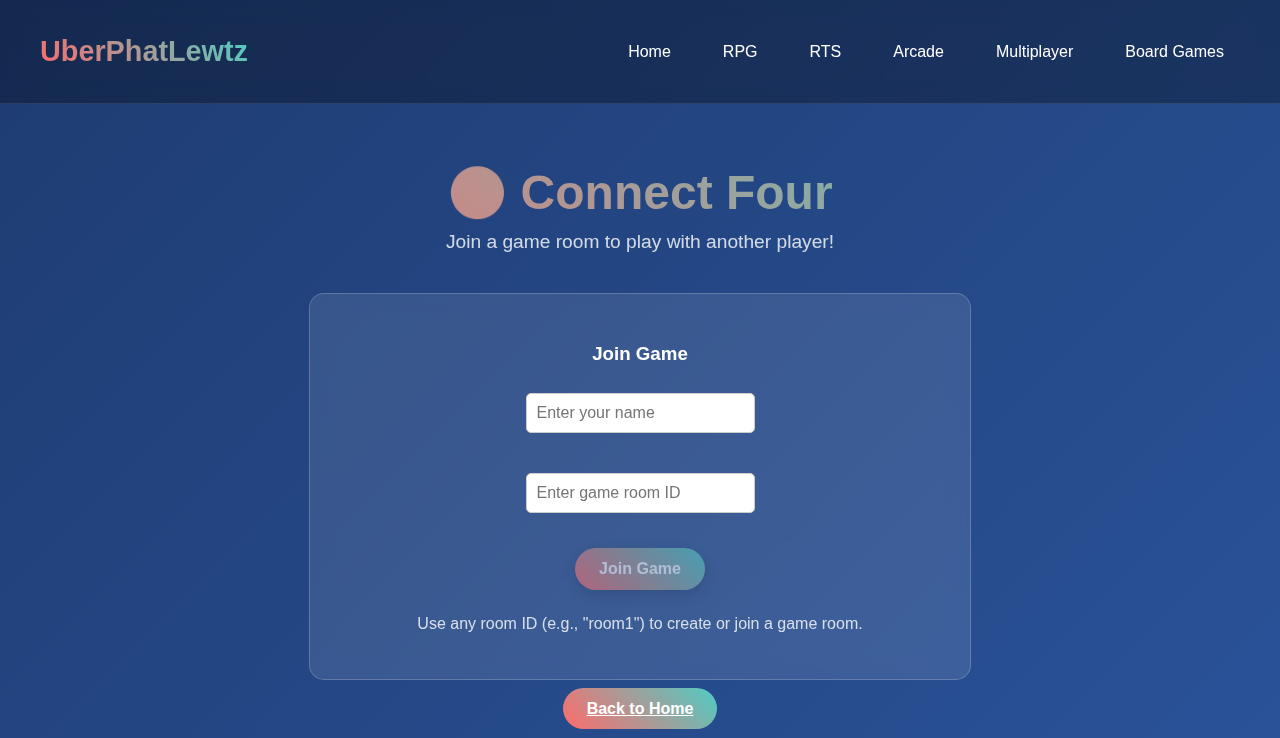 UberPhatLewtz
Home
RPG
RTS
Arcade
Multiplayer
Board Games
Connect Four
Join a game room to play with another player!
Join Game
Enter your name
Enter game room ID
Join Game
Use any room ID (e.g., "room1") to create or join a game room.
Back to Home